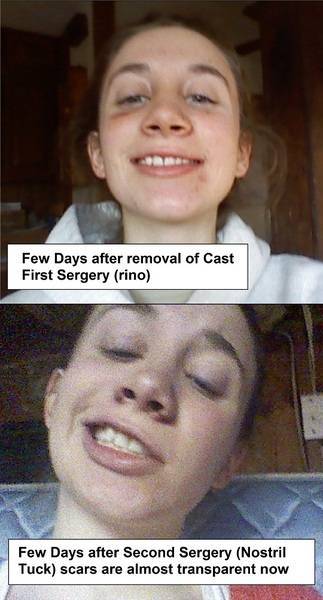 Few Days after removal of Cast
First Sergery (rino)
Few Days after Second Sergery (Nostril
Tuck) scars are almost transparent now